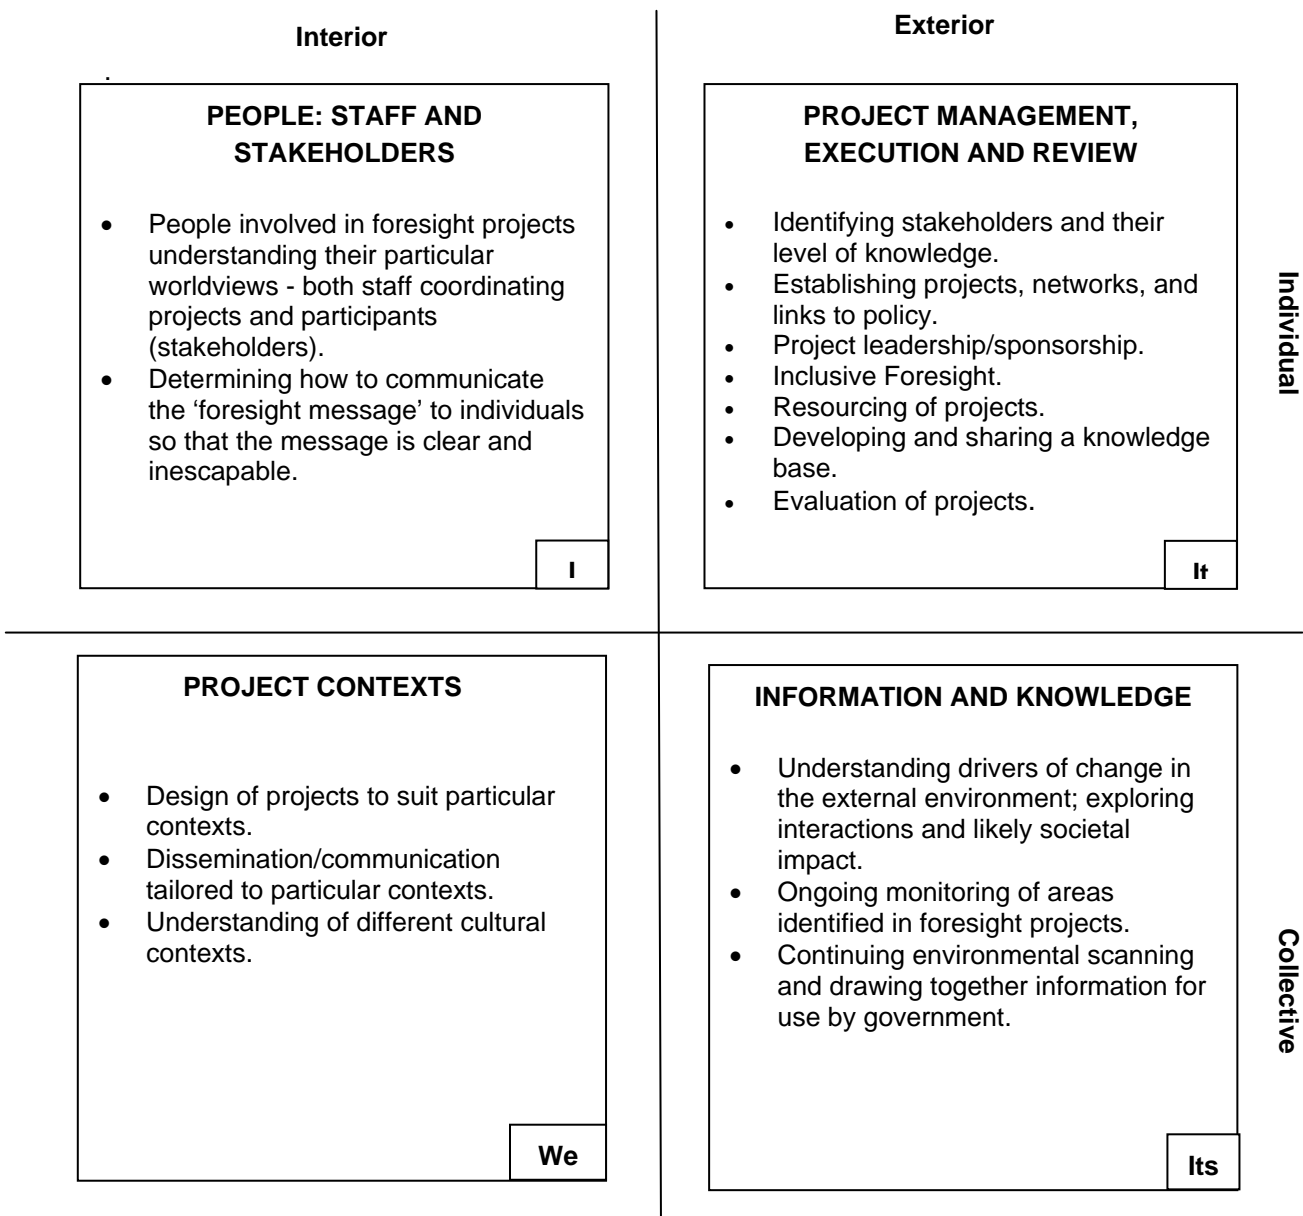 Interior
Exterior
.
PEOPLE: STAFF AND
STAKEHOLDERS
• People involved in foresight projects
understanding their particular
worldviews - both staff coordinating
projects and participants
(stakeholders).
• Determining how to communicate
the ‘foresight message’ to individuals
so that the message is clear and
inescapable.
I
PROJECT MANAGEMENT,
EXECUTION AND REVIEW
• Identifying stakeholders and their
level of knowledge.
• Establishing projects, networks, and
links to policy.
• Project leadership/sponsorship.
• Inclusive Foresight.
• Resourcing of projects.
• Developing and sharing a knowledge
base.
• Evaluation of projects.
It
Individual
PROJECT CONTEXTS
• Design of projects to suit particular
contexts.
• Dissemination/communication
tailored to particular contexts.
• Understanding of different cultural
contexts.
We
INFORMATION AND KNOWLEDGE
• Understanding drivers of change in
the external environment; exploring
interactions and likely societal
impact.
• Ongoing monitoring of areas
identified in foresight projects.
• Continuing environmental scanning
and drawing together information for
use by government.
Its
Collective